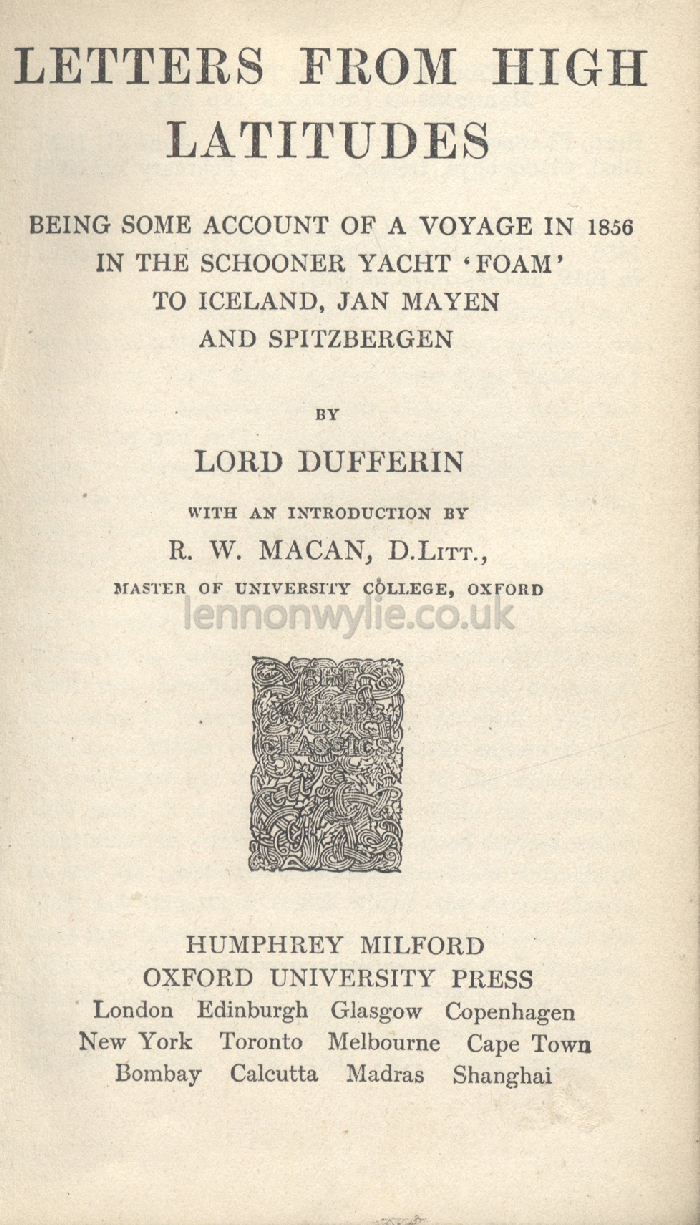 LETTERS FROM HIGH
LATITUDES
BEING SOME ACCOUNT OF A VOYAGE IN 1856
IN THE SCHOONER YACHT ‘FOAM’
TO ICELAND, JAN MAYEN
AND SPITZBERGEN
BY
LORD DUFFERIN
WITH AN INTRODUCTION BY
R. W. MACAN, D.LITT.,
MASTER OF UNIVERSITY COLLEGE, OXFORD
lennonwylie.co.uk
THE
WORLD'S
CLASSICS
HUMPHREY MILFORD
OXFORD UNIVERSITY PRESS
London Edinburgh Glasgow Copenhagen
New York Toronto Melbourne Cape Town
Bombay Calcutta Madras Shanghai